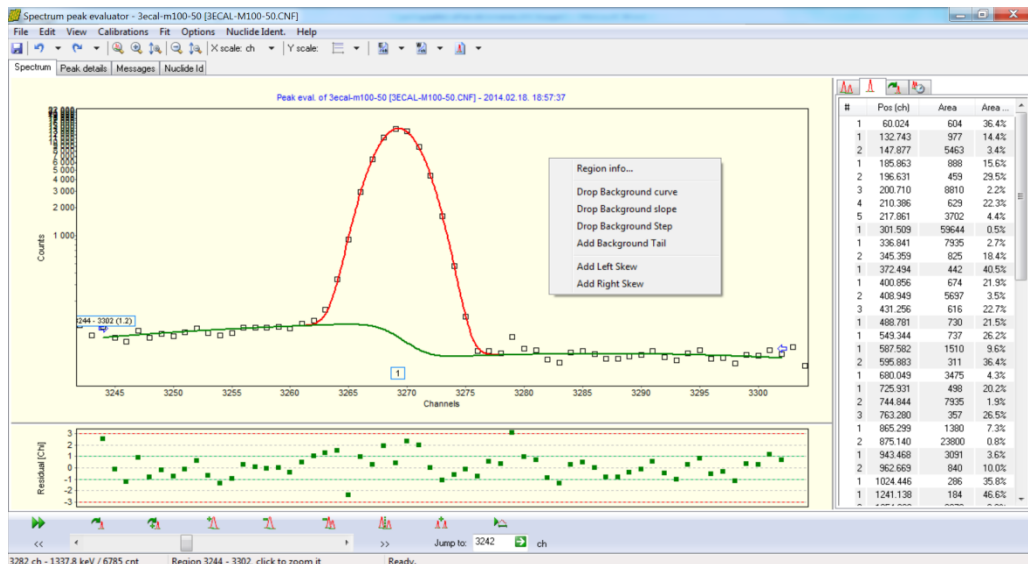 Spectrum peak evaluator - 3ecal-m100-50 [3ECAL-M100-50.CNF]
File Edit View Calibrations Fit Options Nuclide Ident. Help
X scale: ch Y scale:
Spectrum Peak details Messages Nuclide Id
Peak eval. of 3ecal-m100-50 [3ECAL-M100-50.CNF] - 2014.02.18. 18:57:37
5 000
4 000
3 000
2 000
1 000
Counts
244 - 3302 (1.2)
1
3245 3250 3255 3260 3265 3270 3275 3280 3285 3290 3295 3300
Channels
Region info...
Drop Background curve
Drop Background slope
Drop Background Step
Add Background Tail
Add Left Skew
Add Right Skew
Residual [Chi]
3
2
1
0
-1
-2
-3
# Pos (ch) Area Area ...
1 60.024 604 36.4%
1 132.743 977 14.4%
2 147.877 5463 3.4%
1 185.863 888 15.6%
2 196.631 459 29.5%
3 200.710 8810 2.2%
4 210.386 629 22.3%
5 217.861 3702 4.4%
1 301.509 59644 0.5%
1 336.841 7935 2.7%
2 345.359 825 18.4%
1 372.494 442 40.5%
1 400.856 674 21.9%
2 408.949 5697 3.5%
3 431.256 616 22.7%
1 488.781 730 21.5%
1 549.344 737 26.2%
1 587.582 1510 9.6%
2 595.883 311 36.4%
1 680.049 3475 4.3%
1 725.931 498 20.2%
2 744.844 7935 1.9%
3 763.280 357 26.5%
1 865.299 1380 7.3%
2 875.140 23800 0.8%
1 943.468 3091 3.6%
2 962.669 840 10.0%
1 1024.446 286 35.8%
1 1241.138 184 46.6%
<< >> Jump to: 3242 ch
3282 ch - 1337.8 keV / 6785 cnt Region 3244 - 3302, click to zoom it Ready.